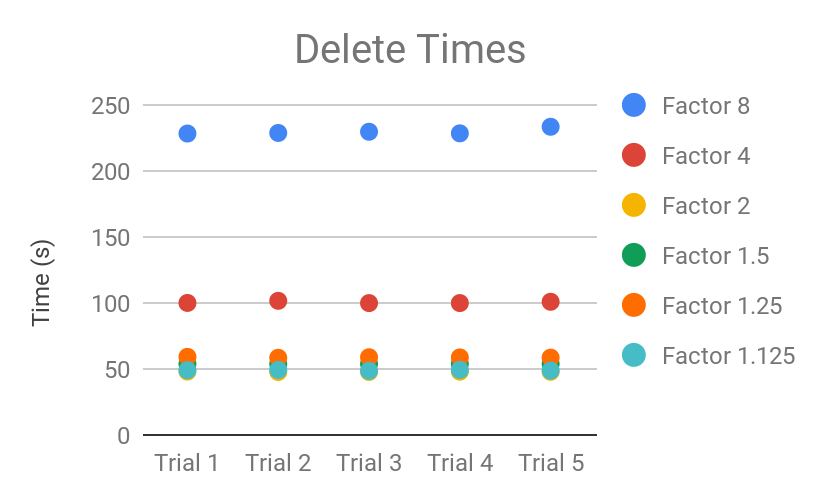 Delete Times
250
200
150
100
50
0
Time (s)
Trial 1
Trial 2
Trial 3
Trial 4
Trial 5
Factor 8
Factor 4
Factor 2
Factor 1.5
Factor 1.25
Factor 1.125